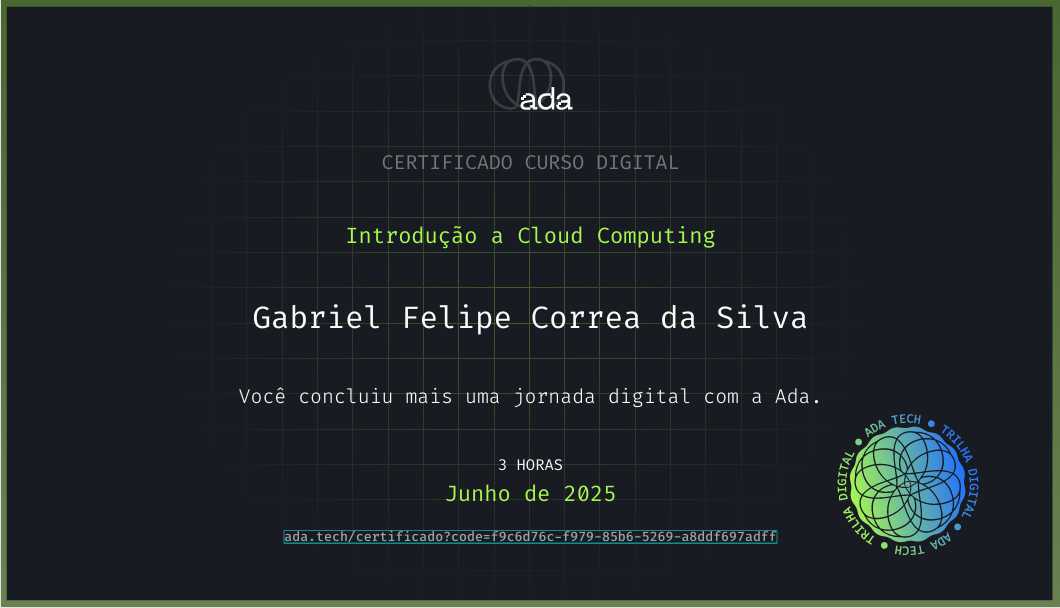 ada
CERTIFICADO CURSO DIGITAL
Introdução a Cloud Computing
Gabriel Felipe Correa da Silva
Você concluiu mais uma jornada digital com a Ada.
3 HORAS
Junho de 2025
ada.tech/certificado?code=f9c6d76c-f979-85b6-5269-a8ddf697adff
ADA TECH ● TRILHA DIGITAL ● ADA TECH ● TRILHA DIGITAL ●